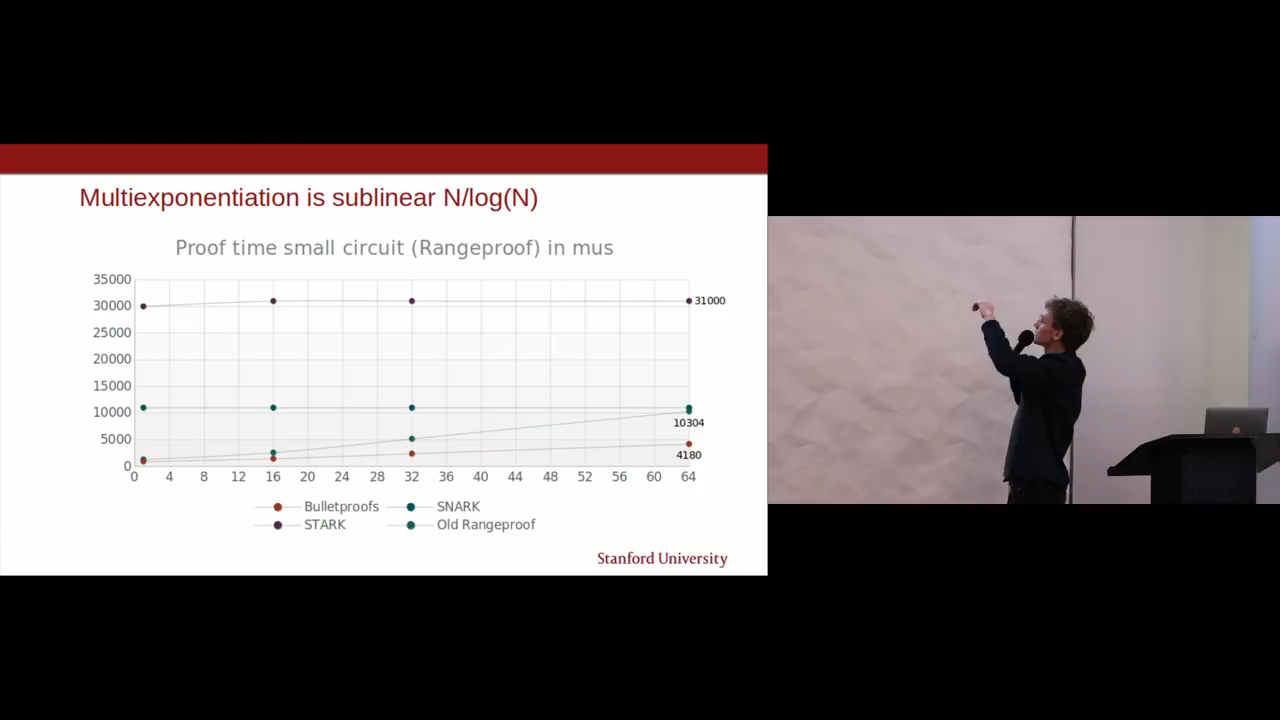 Multiexponentiation is sublinear N/log(N)
Proof time small circuit (Rangeproof) in mus
35000
30000
31000
25000
20000
15000
10000
10304
5000
4180
0
0 4 8 12 16 20 24 28 32 36 40 44 48 52 56 60 64
Bulletproofs SNARK
STARK Old Rangeproof
Stanford University